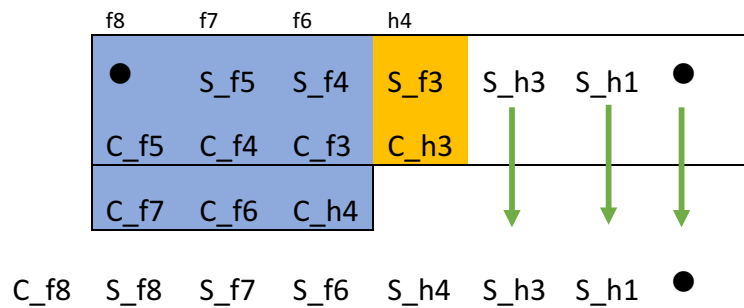 f8 f7 f6 h4
● S_f5 S_f4 S_f3 S_h3 S_h1 ●
C_f5 C_f4 C_f3 C_h3
C_f7 C_f6 C_h4
C_f8 S_f8 S_f7 S_f6 S_h4 S_h3 S_h1 ●